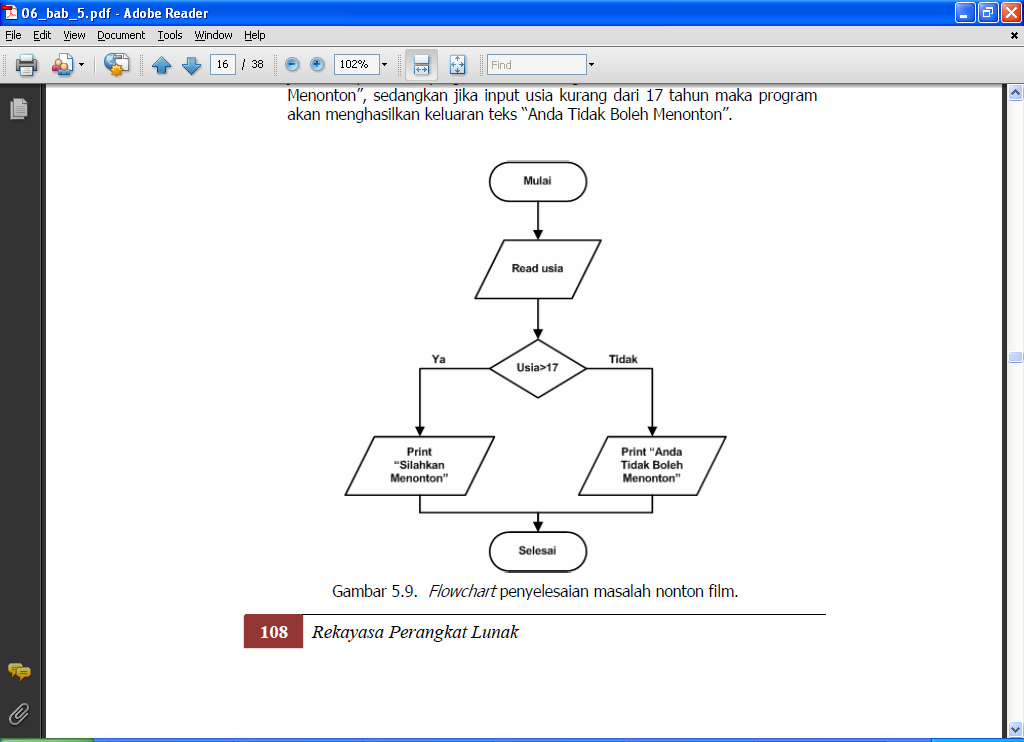 06_bab_5.pdf - Adobe Reader
File Edit View Document Tools Window Help
16 / 38 102% Find
Menonton”, sedangkan jika input usia kurang dari 17 tahun maka program
akan menghasilkan keluaran teks “Anda Tidak Boleh Menonton”.
Mulai
Read usia
Ya
Usia>17
Tidak
Print
“Silahkan
Menonton”
Print “Anda
Tidak Boleh
Menonton”
Selesai
Gambar 5.9. Flowchart penyelesaian masalah nonton film.
108 Rekayasa Perangkat Lunak